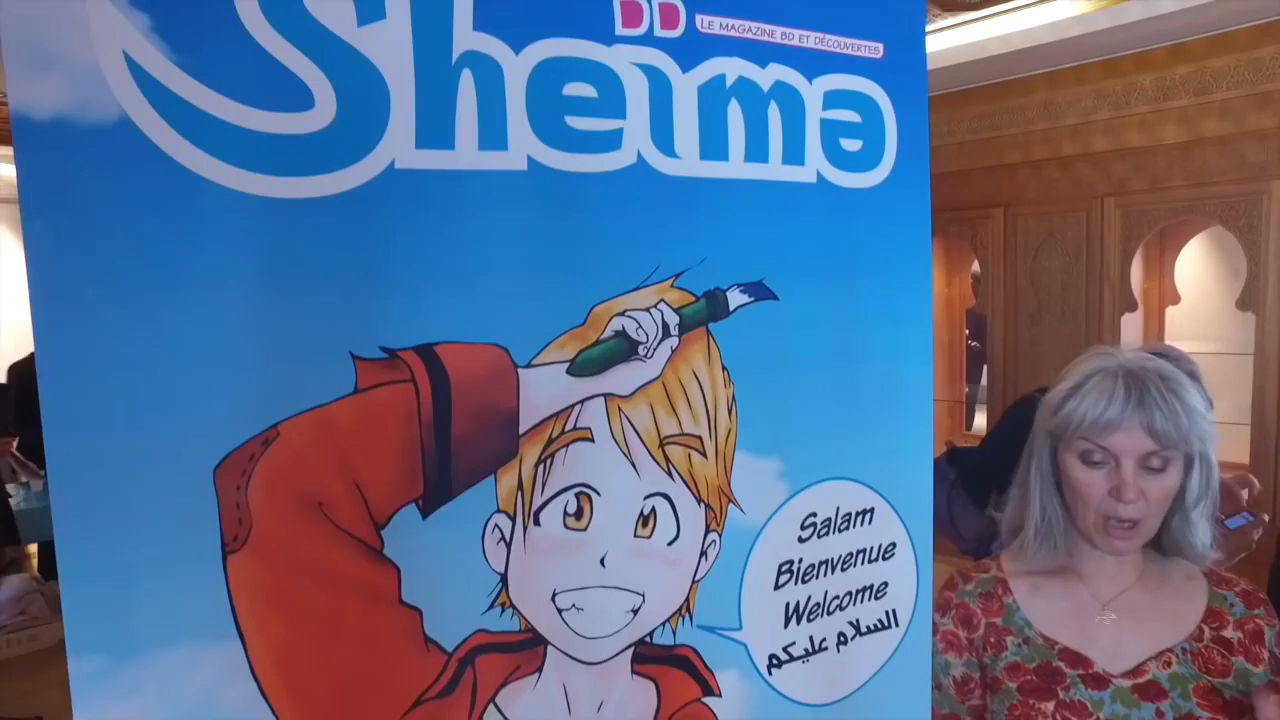 BD
LE MAGAZINE BD ET DÉCOUVERTES
Sheima
Salam
Bienvenue
Welcome
السلام عليكم